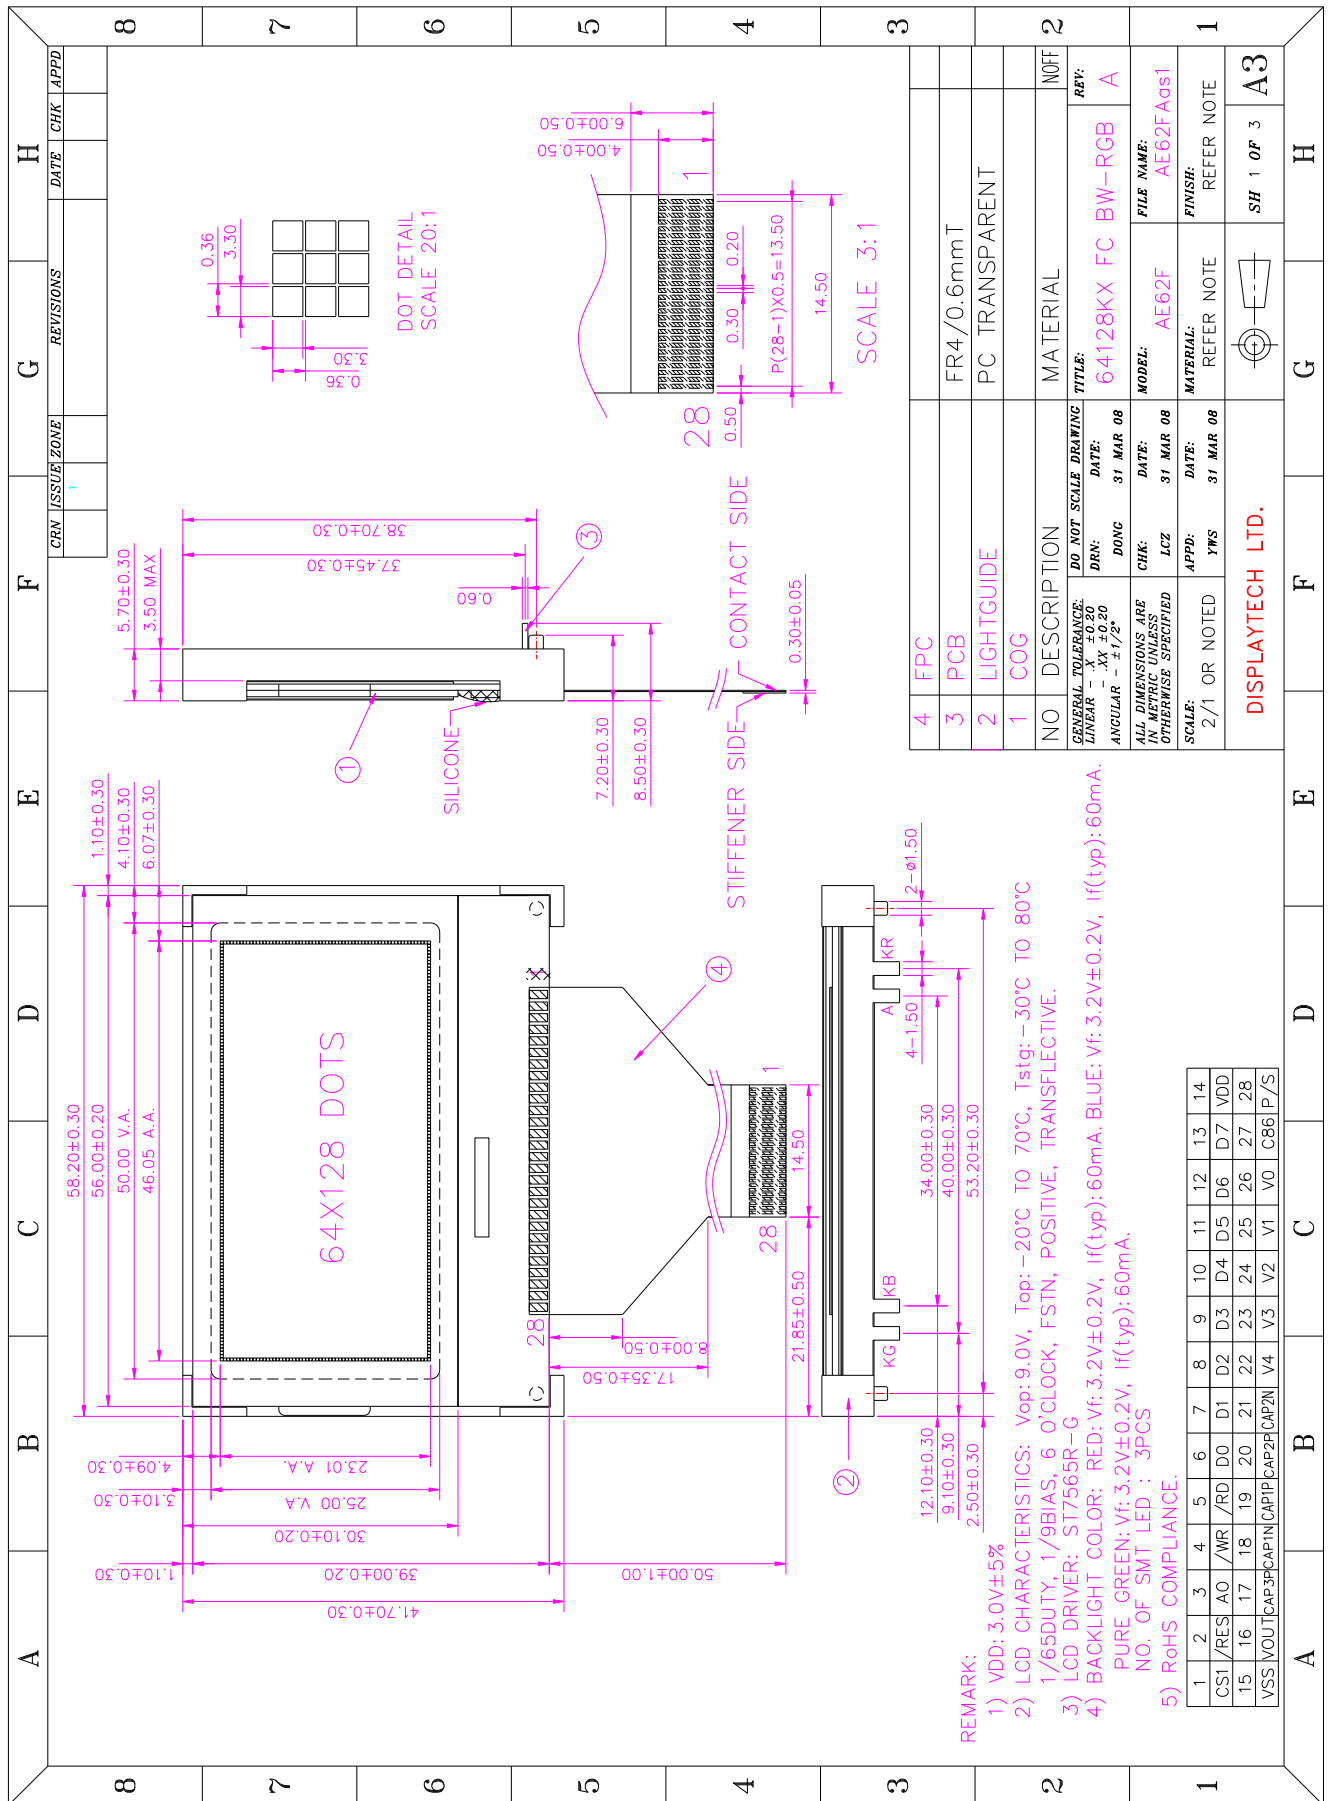 A B C D E F G H
8 7 6 5 4 3 2 1
CRN ISSUE ZONE REVISIONS DATE CHK APPD
1
58.20±0.30
56.00±0.20
50.00 V.A.
46.05 A.A.
1.10±0.30
4.10±0.30
6.07±0.30
64X128 DOTS
1.10±0.30
3.10±0.30
4.09±0.30
23.01 A.A.
25.00 V.A
30.10±0.20
39.00±0.20
41.70±0.30
50.00±1.00
28
4
8.00±0.50
17.35±0.50
21.85±0.50
14.50
28
1
5.70±0.30
3.50 MAX
37.45±0.30
38.70±0.30
0.60
1
3
SILICONE
7.20±0.30
8.50±0.30
STIFFENER SIDE
CONTACT SIDE
0.30±0.05
0.36
3.30
3.30
0.36
DOT DETAIL
SCALE 20:1
6.00±0.50
4.00±0.50
28
1
0.50
0.30
0.20
P(28-1)X0.5=13.50
14.50
SCALE 3:1
2
KG
KB
A
KR
4-1.50
2-ø1.50
12.10±0.30
34.00±0.30
9.10±0.30
40.00±0.30
2.50±0.30
53.20±0.30
REMARK:
1) VDD: 3.0V±5%
2) LCD CHARACTERISTICS: Vop: 9.0V, Top: -20°C TO 70°C, Tstg: -30°C TO 80°C
1/65DUTY, 1/9BIAS, 6 O'CLOCK, FSTN, POSITIVE, TRANSFLECTIVE.
3) LCD DRIVER: ST7565R-G
4) BACKLIGHT COLOR: RED: Vf: 3.2V±0.2V, If(typ): 60mA. BLUE: Vf: 3.2V±0.2V, If(typ): 60mA.
PURE GREEN: Vf: 3.2V±0.2V, If(typ): 60mA.
NO. OF SMT LED : 3PCS
5) RoHS COMPLIANCE.
1 2 3 4 5 6 7 8 9 10 11 12 13 14
CS1 /RES A0 /WR /RD D0 D1 D2 D3 D4 D5 D6 D7 VDD
15 16 17 18 19 20 21 22 23 24 25 26 27 28
VSS VOUT CAP3P CAP1N CAP1P CAP2P CAP2N V4 V3 V2 V1 V0 C86 P/S
4 FPC
3 PCB FR4/0.6mmT
2 LIGHTGUIDE PC TRANSPARENT
1 COG
NO DESCRIPTION MATERIAL NOFF
GENERAL TOLERANCE:
LINEAR - .X ±0.20
- .XX ±0.20
ANGULAR - ±1/2°
ALL DIMENSIONS ARE
IN METRIC UNLESS
OTHERWISE SPECIFIED
SCALE:
2/1 OR NOTED
DO NOT SCALE DRAWING
DRN: DATE:
DONG 31 MAR 08
CHK: DATE:
LCZ 31 MAR 08
APPD: DATE:
YWS 31 MAR 08
TITLE:
64128KX FC BW-RGB
REV:
A
MODEL:
AE62F
FILE NAME:
AE62FAas1
MATERIAL:
REFER NOTE
FINISH:
REFER NOTE
DISPLAYTECH LTD.
SH 1 OF 3
A3
8 7 6 5 4 3 2 1
A B C D E F G H